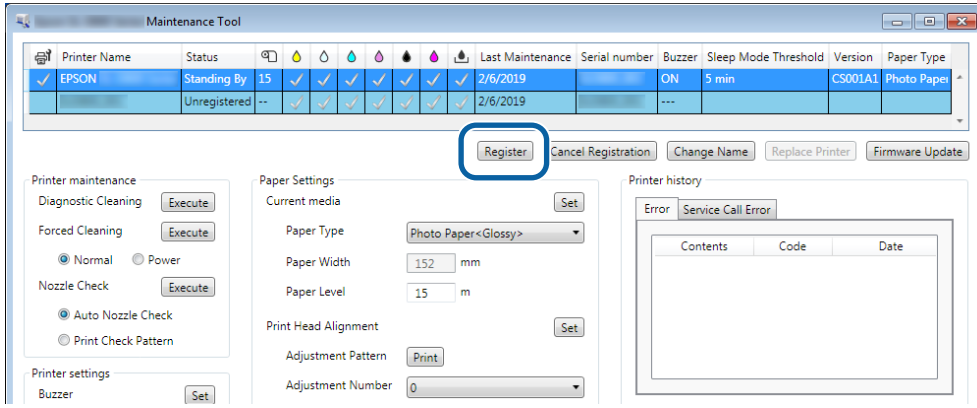 Maintenance Tool
Printer Name Status Last Maintenance Serial number Buzzer Sleep Mode Threshold Version Paper Type
EPSON Standing By 15 2/6/2019 ON 5 min CS001A1 Photo Paper
Unregistered -- 2/6/2019 ---
Register Cancel Registration Change Name Replace Printer Firmware Update
Printer maintenance
Diagnostic Cleaning Execute
Forced Cleaning Execute
Normal Power
Nozzle Check Execute
Auto Nozzle Check
Print Check Pattern
Printer settings
Buzzer Set
Paper Settings
Current media Set
Paper Type Photo Paper<Glossy>
Paper Width 152 mm
Paper Level 15 m
Print Head Alignment Set
Adjustment Pattern Print
Adjustment Number 0
Printer history
Error Service Call Error
Contents Code Date